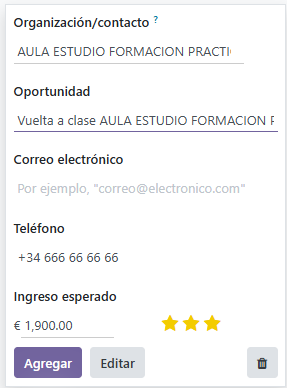 Organización/contacto ?
AULA ESTUDIO FORMACION PRACTI
Oportunidad
Vuelta a clase AULA ESTUDIO FORMACION P
Correo electrónico
Por ejemplo, "correo@electronico.com"
Teléfono
+34 666 66 66 66
Ingreso esperado
€ 1,900.00
Agregar Editar